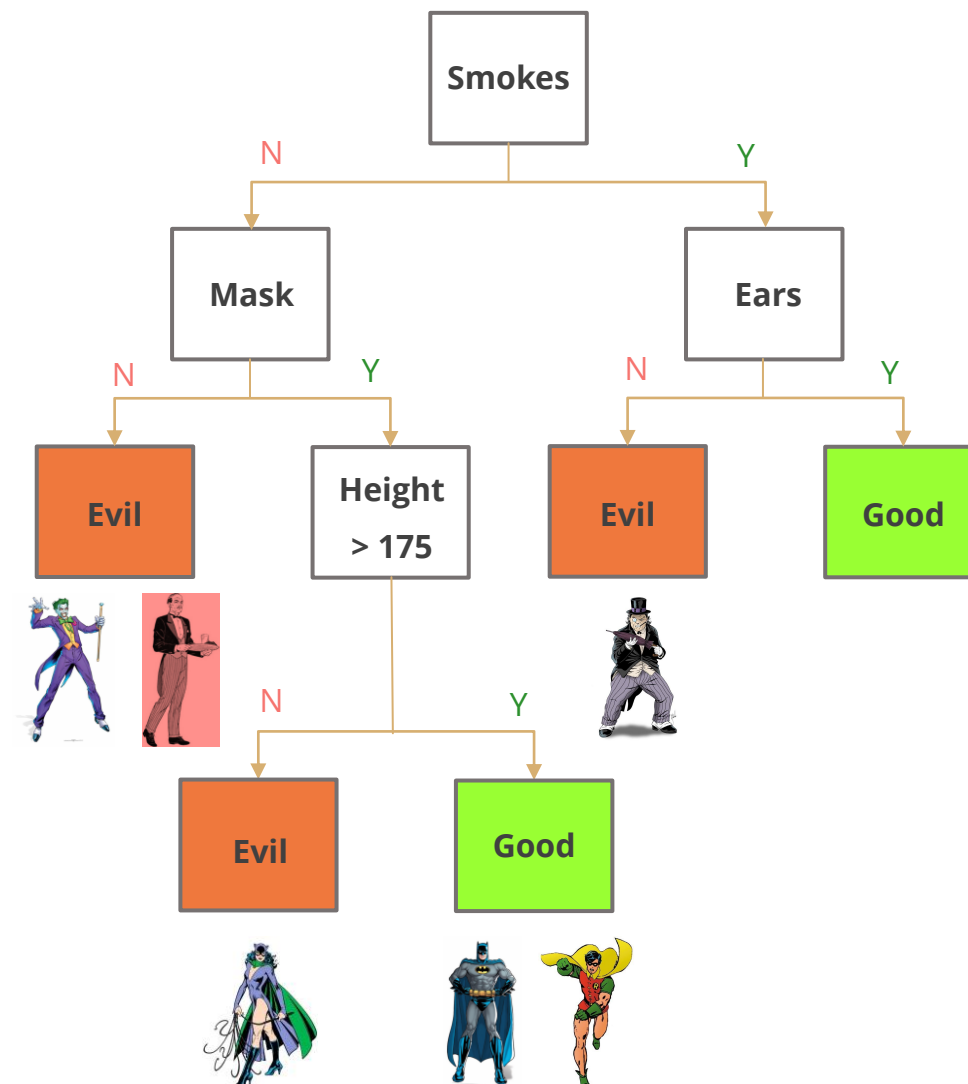 Smokes
N
Y
Mask
Ears
N
Y
N
Y
Evil
Height
> 175
Evil
Good
N
Y
Evil
Good